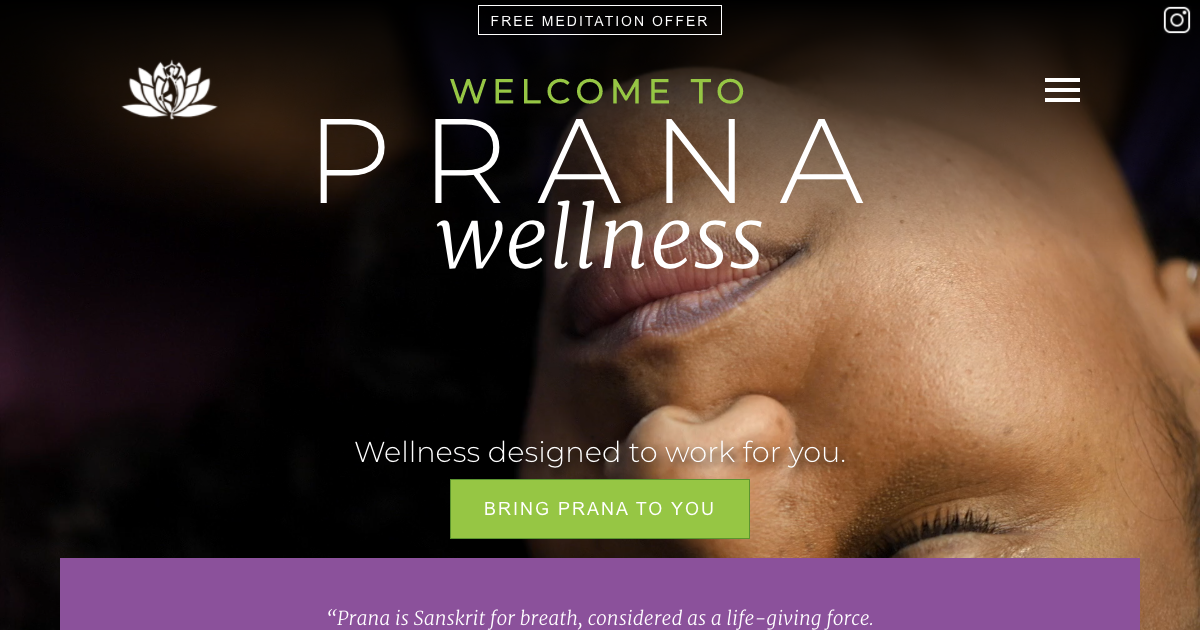 FREE MEDITATION OFFER
WELCOME TO
PRANA
wellness
Wellness designed to work for you.
BRING PRANA TO YOU
“Prana is Sanskrit for breath, considered as a life-giving force.